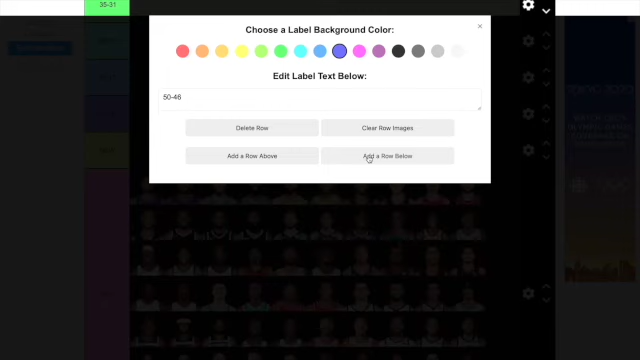 35-31
×
Choose a Label Background Color:
Edit Label Text Below:
50-46
Delete Row
Clear Row Images
Add a Row Above
Add a Row Below